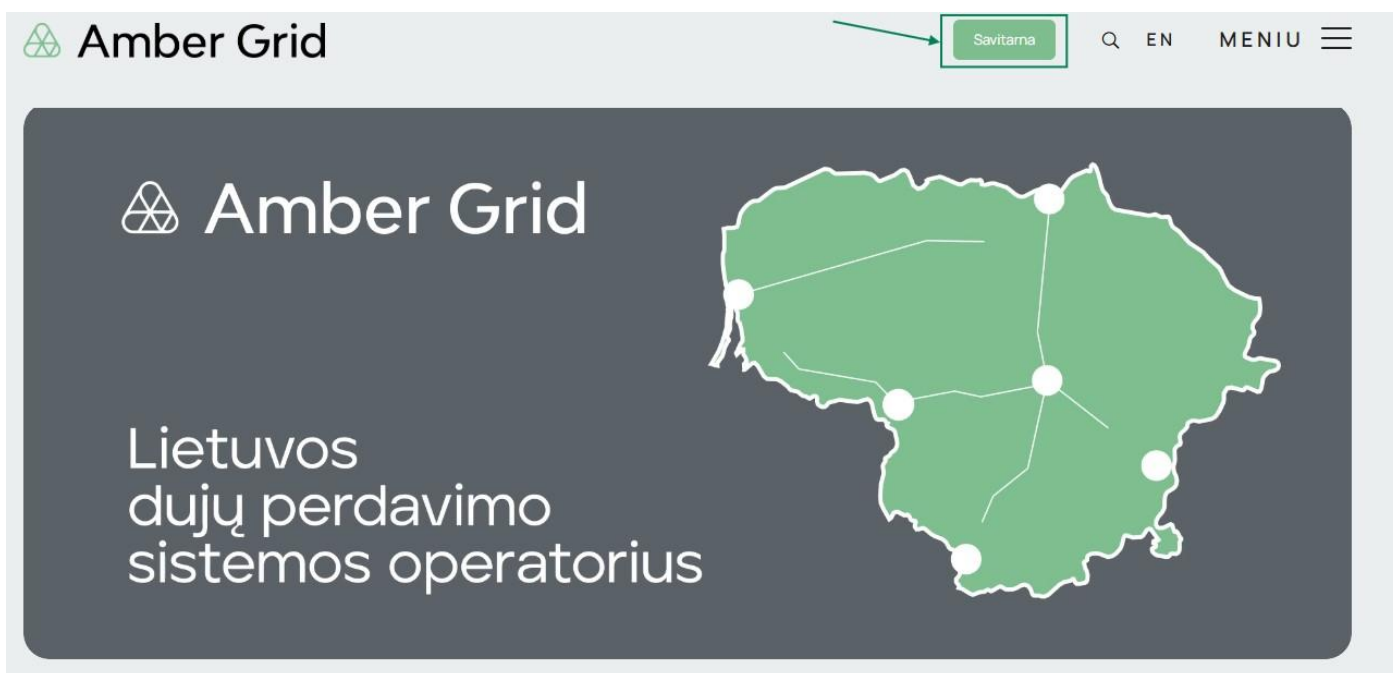 Amber Grid
Savitarna
EN
MENIU
Amber Grid
Lietuvos
dujų perdavimo
sistemos operatorius